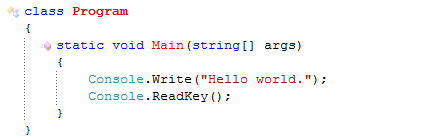 class Program
{
static void Main(string[] args)
{
Console.Write("Hello world.");
Console.ReadKey();
}
}